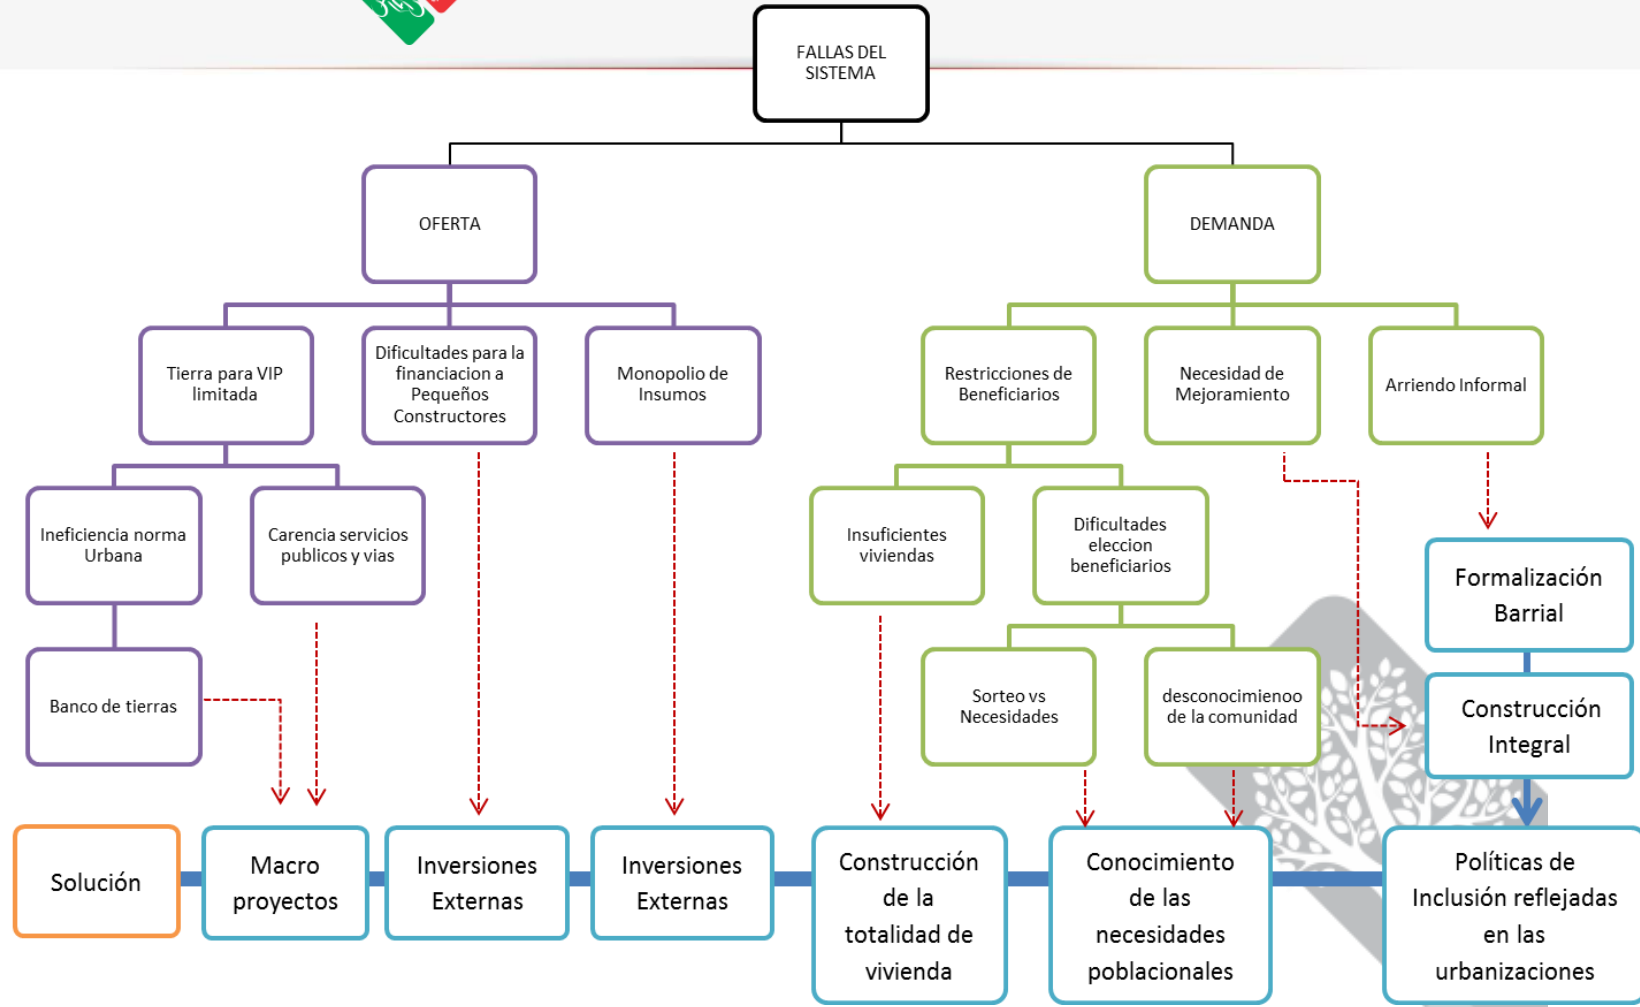 FALLAS DEL
SISTEMA
OFERTA
DEMANDA
Tierra para VIP
limitada
Dificultades para la
financiacion a
Pequeños
Constructores
Monopolio de
Insumos
Restricciones de
Beneficiarios
Necesidad de
Mejoramiento
Arriendo Informal
Ineficiencia norma
Urbana
Carencia servicios
publicos y vias
Insuficientes
viviendas
Dificultades
eleccion
beneficiarios
Formalización
Barrial
Banco de tierras
Sorteo vs
Necesidades
desconocimienoo
de la comunidad
Construcción
Integral
Solución
Macro
proyectos
Inversiones
Externas
Inversiones
Externas
Construcción
de la
totalidad de
vivienda
Conocimiento
de las
necesidades
poblacionales
Políticas de
Inclusión reflejadas
en las
urbanizaciones